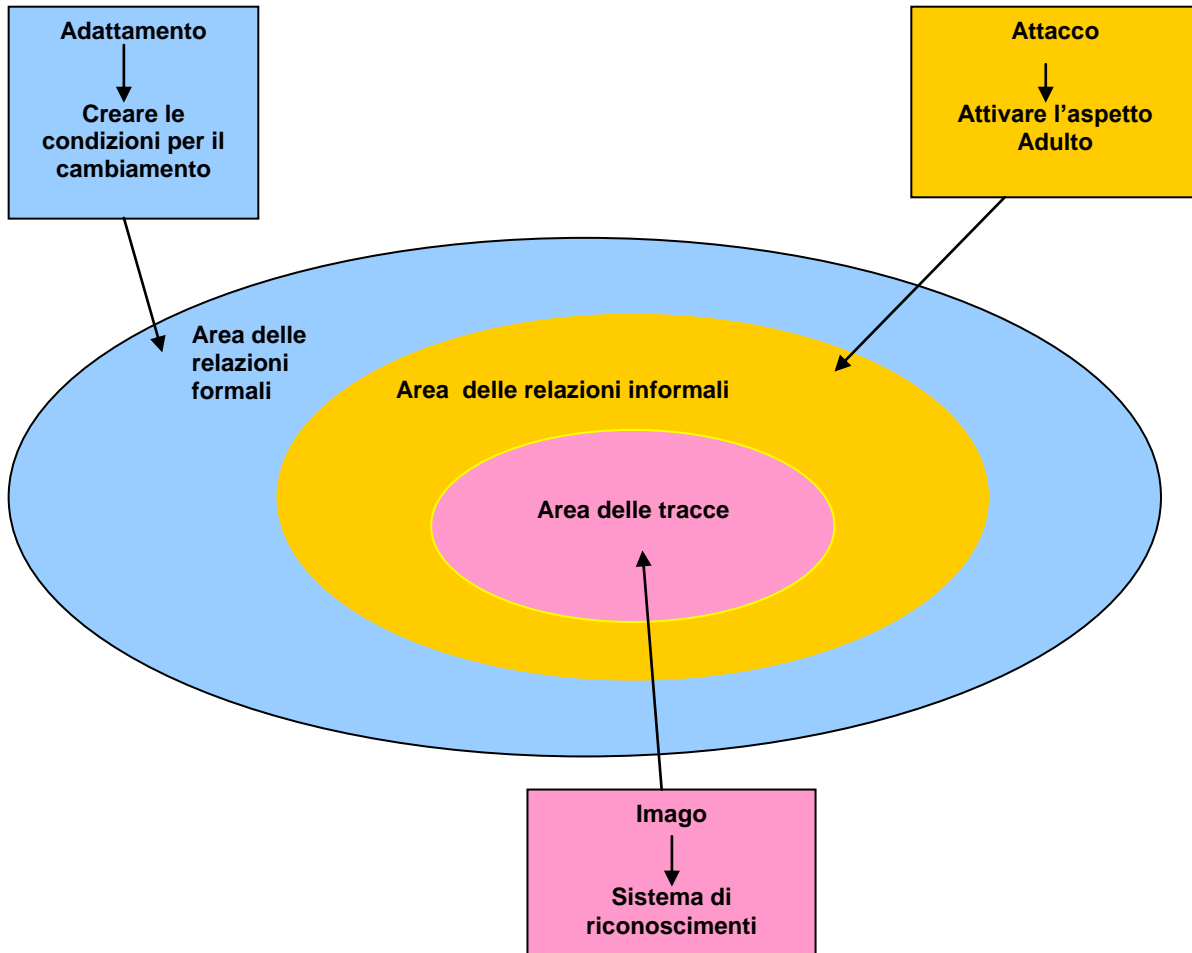 Adattamento
Creare le
condizioni per il
cambiamento
Attacco
Attivare l’aspetto
Adulto
Area delle
relazioni
formali
Area  delle relazioni informali
Area delle tracce
Imago
Sistema di
riconoscimenti